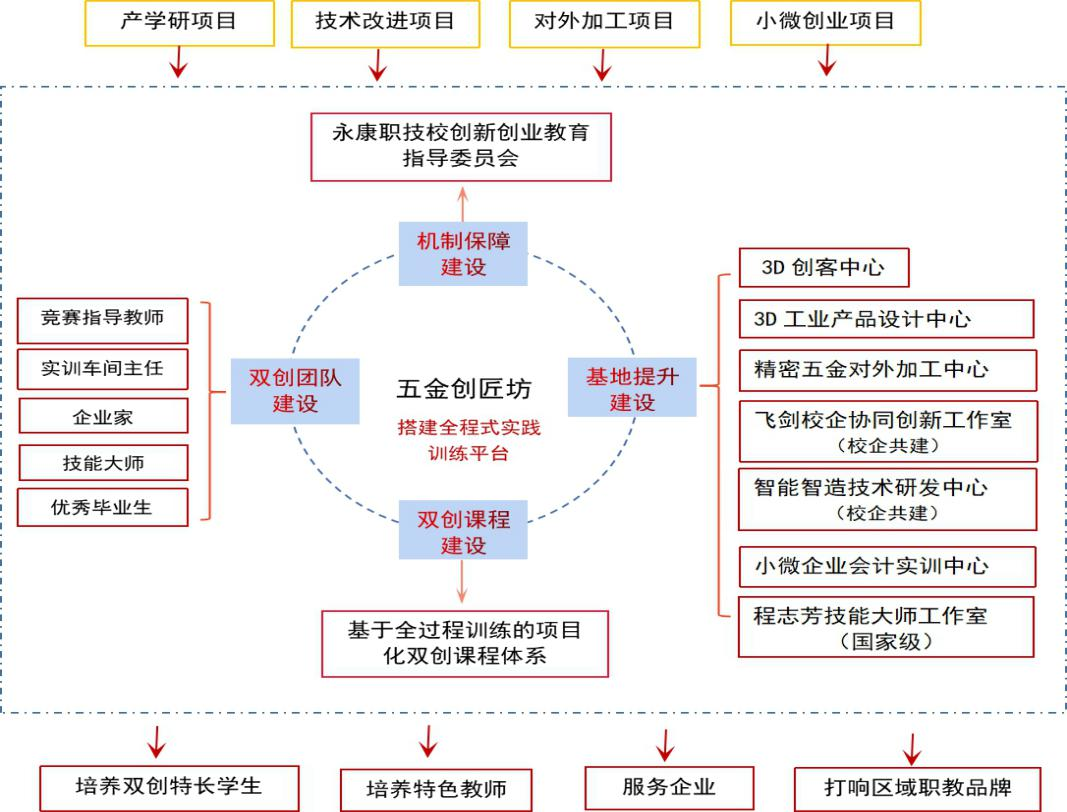 产学研项目
技术改进项目
对外加工项目
小微创业项目
永康职技校创新创业教育
指导委员会
机制保障
建设
竞赛指导教师
实训车间主任
企业家
技能大师
优秀毕业生
双创团队
建设
五金创匠坊
搭建全程式实践
训练平台
基地提升
建设
3D 创客中心
3D 工业产品设计中心
精密五金对外加工中心
飞剑校企协同创新工作室
（校企共建）
智能智造技术研发中心
（校企共建）
小微企业会计实训中心
程志芳技能大师工作室
（国家级）
双创课程
建设
基于全过程训练的项目
化双创课程体系
培养双创特长学生
培养特色教师
服务企业
打响区域职教品牌